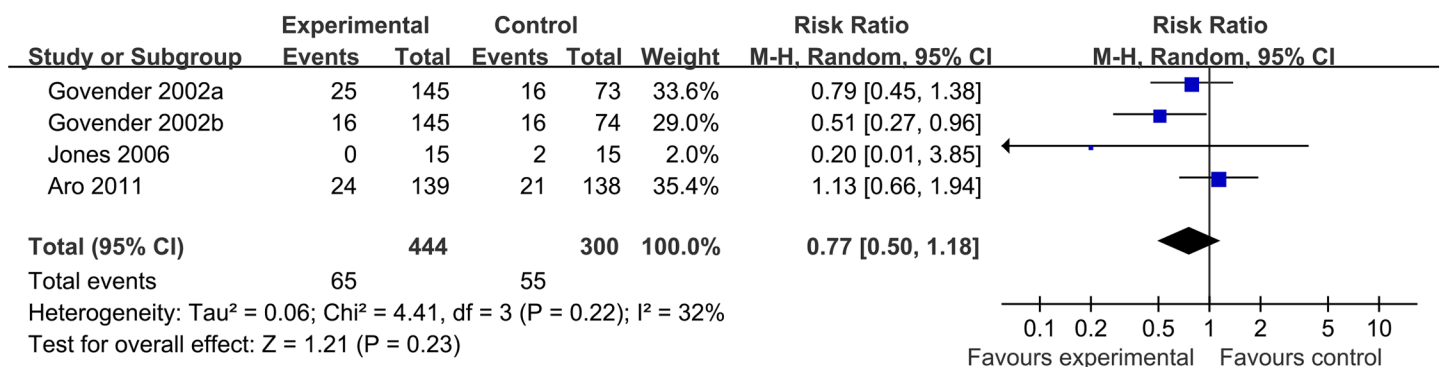 Experimental Control Risk Ratio Risk Ratio
Study or Subgroup Events Total Events Total Weight M-H, Random, 95% CI M-H, Random, 95% CI
Govender 2002a 25 145 16 73 33.6% 0.79 [0.45, 1.38]
Govender 2002b 16 145 16 74 29.0% 0.51 [0.27, 0.96]
Jones 2006 0 15 2 15 2.0% 0.20 [0.01, 3.85]
Aro 2011 24 139 21 138 35.4% 1.13 [0.66, 1.94]
Total (95% CI) 444 300 100.0% 0.77 [0.50, 1.18]
Total events 65 55
Heterogeneity: Tau² = 0.06; Chi² = 4.41, df = 3 (P = 0.22); I² = 32%
Test for overall effect: Z = 1.21 (P = 0.23)
0.1 0.2 0.5 1 2 5 10
Favours experimental Favours control